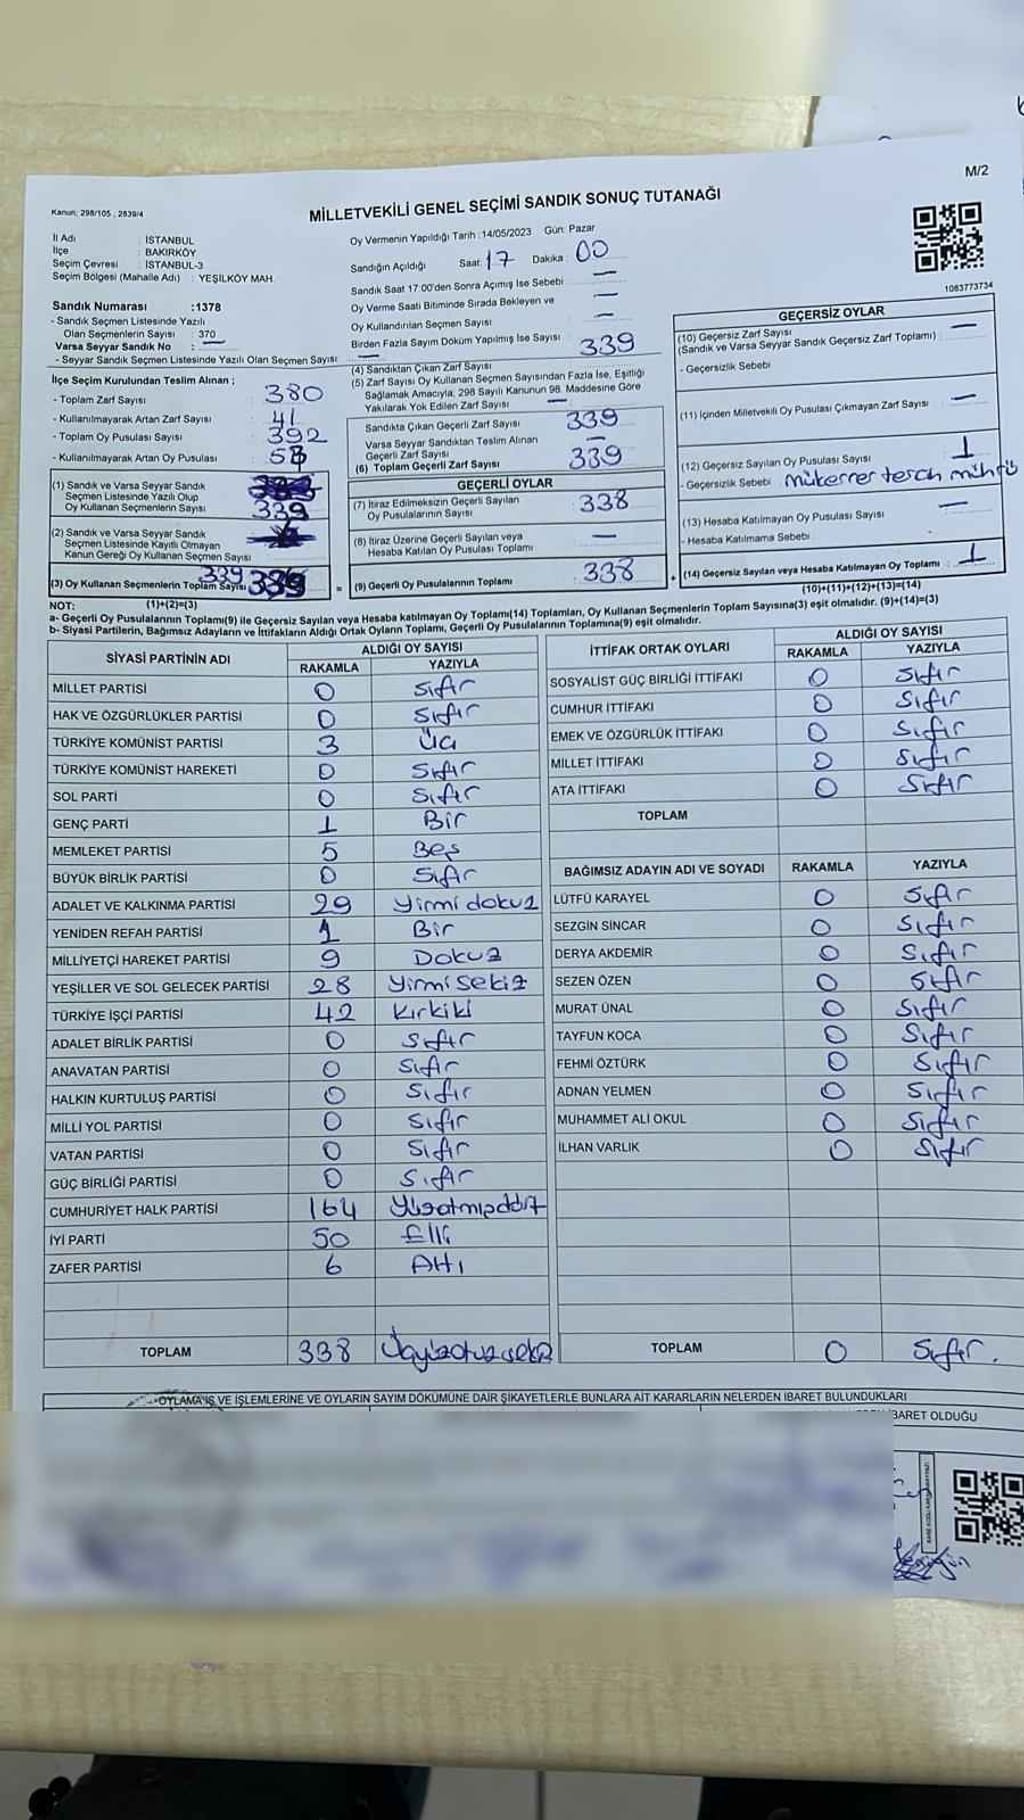 M/2
Kanun: 298/105 , 2839/4
MİLLETVEKİLİ GENEL SEÇİMİ SANDIK SONUÇ TUTANAĞI
İl Adı : İSTANBUL
İlçe : BAKIRKÖY
Seçim Çevresi : İSTANBUL-3
Seçim Bölgesi (Mahalle Adı) : YEŞİLKÖY MAH.
Sandık Numarası :1378
- Sandık Seçmen Listesinde Yazılı
Olan Seçmenlerin Sayısı : 370
Varsa Seyyar Sandık No : —
- Seyyar Sandık Seçmen Listesinde Yazılı Olan Seçmen Sayısı —
İlçe Seçim Kurulundan Teslim Alınan ;
- Toplam Zarf Sayısı 380
- Kullanılmayarak Artan Zarf Sayısı 41
- Toplam Oy Pusulası Sayısı 392
- Kullanılmayarak Artan Oy Pusulası
(1) Sandık ve Varsa Seyyar Sandık
Seçmen Listesinde Yazılı Olup
Oy Kullanan Seçmenlerin Sayısı 339
(2) Sandık ve Varsa Seyyar Sandık
Seçmen Listesinde Kayıtlı Olmayan
Kanun Gereği Oy Kullanan Seçmen Sayısı
(3) Oy Kullanan Seçmenlerin Toplam Sayısı 339 339
(1)+(2)=(3)
Oy Vermenin Yapıldığı Tarih :14/05/2023 Gün: Pazar
Sandığın Açıldığı Saat: 17 Dakika : 00
Sandık Saat 17:00'den Sonra Açımış İse Sebebi —
Oy Verme Saati Bitiminde Sırada Bekleyen ve —
Oy Kullandırılan Seçmen Sayısı —
Birden Fazla Sayım Döküm Yapılmış İse Sayısı
(4) Sandıktan Çıkan Zarf Sayısı 339
(5) Zarf Sayısı Oy Kullanan Seçmen Sayısından Fazla İse, Eşitliği
Sağlamak Amacıyla, 298 Sayılı Kanunun 98. Maddesine Göre
Yakılarak Yok Edilen Zarf Sayısı —
Sandıkta Çıkan Geçerli Zarf Sayısı 339
Varsa Seyyar Sandıktan Teslim Alınan
Geçerli Zarf Sayısı —
(6) Toplam Geçerli Zarf Sayısı 339
GEÇERLİ OYLAR
(7) İtiraz Edilmeksizin Geçerli Sayılan
Oy Pusulalarının Sayısı 338
(8) İtiraz Üzerine Geçerli Sayılan veya
Hesaba Katılan Oy Pusulası Toplamı —
= (9) Geçerli Oy Pusulalarının Toplamı 338
1063773734
GEÇERSİZ OYLAR
(10) Geçersiz Zarf Sayısı —
(Sandık ve Varsa Seyyar Sandık Geçersiz Zarf Toplamı)
- Geçersizlik Sebebi
(11) İçinden Milletvekili Oy Pusulası Çıkmayan Zarf Sayısı —
(12) Geçersiz Sayılan Oy Pusulası Sayısı 1
- Geçersizlik Sebebi mükerrer tercih mührü
(13) Hesaba Katılmayan Oy Pusulası Sayısı —
- Hesaba Katılmama Sebebi
+ (14) Geçersiz Sayılan veya Hesaba Katılmayan Oy Toplamı : 1
(10)+(11)+(12)+(13)=(14)
NOT:
a- Geçerli Oy Pusulalarının Toplamı(9) ile Geçersiz Sayılan veya Hesaba katılmayan Oy Toplamı(14) Toplamları, Oy Kullanan Seçmenlerin Toplam Sayısına(3) eşit olmalıdır. (9)+(14)=(3)
b- Siyasi Partilerin, Bağımsız Adayların ve İttifakların Aldığı Ortak Oyların Toplamı, Geçerli Oy Pusulalarının Toplamına(9) eşit olmalıdır.
SİYASİ PARTİNİN ADI ALDIĞI OY SAYISI
RAKAMLA YAZIYLA
MİLLET PARTİSİ 0 Sıfır
HAK VE ÖZGÜRLÜKLER PARTİSİ 0 Sıfır
TÜRKİYE KOMÜNİST PARTİSİ 3 Üç
TÜRKİYE KOMÜNİST HAREKETİ 0 Sıfır
SOL PARTİ 0 Sıfır
GENÇ PARTİ 1 Bir
MEMLEKET PARTİSİ 5 Beş
BÜYÜK BİRLİK PARTİSİ 0 Sıfır
ADALET VE KALKINMA PARTİSİ 29 Yirmi dokuz
YENİDEN REFAH PARTİSİ 1 Bir
MİLLİYETÇİ HAREKET PARTİSİ 9 Dokuz
YEŞİLLER VE SOL GELECEK PARTİSİ 28 Yirmi Sekiz
TÜRKİYE İŞÇİ PARTİSİ 42 Kırkiki
ADALET BİRLİK PARTİSİ 0 Sıfır
ANAVATAN PARTİSİ 0 Sıfır
HALKIN KURTULUŞ PARTİSİ 0 Sıfır
MİLLİ YOL PARTİSİ 0 Sıfır
VATAN PARTİSİ 0 Sıfır
GÜÇ BİRLİĞİ PARTİSİ 0 Sıfır
CUMHURİYET HALK PARTİSİ 164 Yüzatmışdört
İYİ PARTİ 50 Elli
ZAFER PARTİSİ 6 Altı
TOPLAM 338 Üçyüzotuzsekiz
İTTİFAK ORTAK OYLARI ALDIĞI OY SAYISI
RAKAMLA YAZIYLA
SOSYALİST GÜÇ BİRLİĞİ İTTİFAKI 0 Sıfır
CUMHUR İTTİFAKI 0 Sıfır
EMEK VE ÖZGÜRLÜK İTTİFAKI 0 Sıfır
MİLLET İTTİFAKI 0 Sıfır
ATA İTTİFAKI 0 Sıfır
TOPLAM
BAĞIMSIZ ADAYIN ADI VE SOYADI RAKAMLA YAZIYLA
LÜTFÜ KARAYEL 0 Sıfır
SEZGİN SİNCAR 0 Sıfır
DERYA AKDEMİR 0 Sıfır
SEZEN ÖZEN 0 Sıfır
MURAT ÜNAL 0 Sıfır
TAYFUN KOCA 0 Sıfır
FEHMİ ÖZTÜRK 0 Sıfır
ADNAN YELMEN 0 Sıfır
MUHAMMET ALİ OKUL 0 Sıfır
İLHAN VARLIK 0 Sıfır
TOPLAM 0 Sıfır.
OYLAMA İŞ VE İŞLEMLERİNE VE OYLARIN SAYIM DÖKÜMÜNE DAİR ŞİKAYETLERLE BUNLARA AİT KARARLARIN NELERDEN İBARET BULUNDUKLARI
BARET OLDUĞU